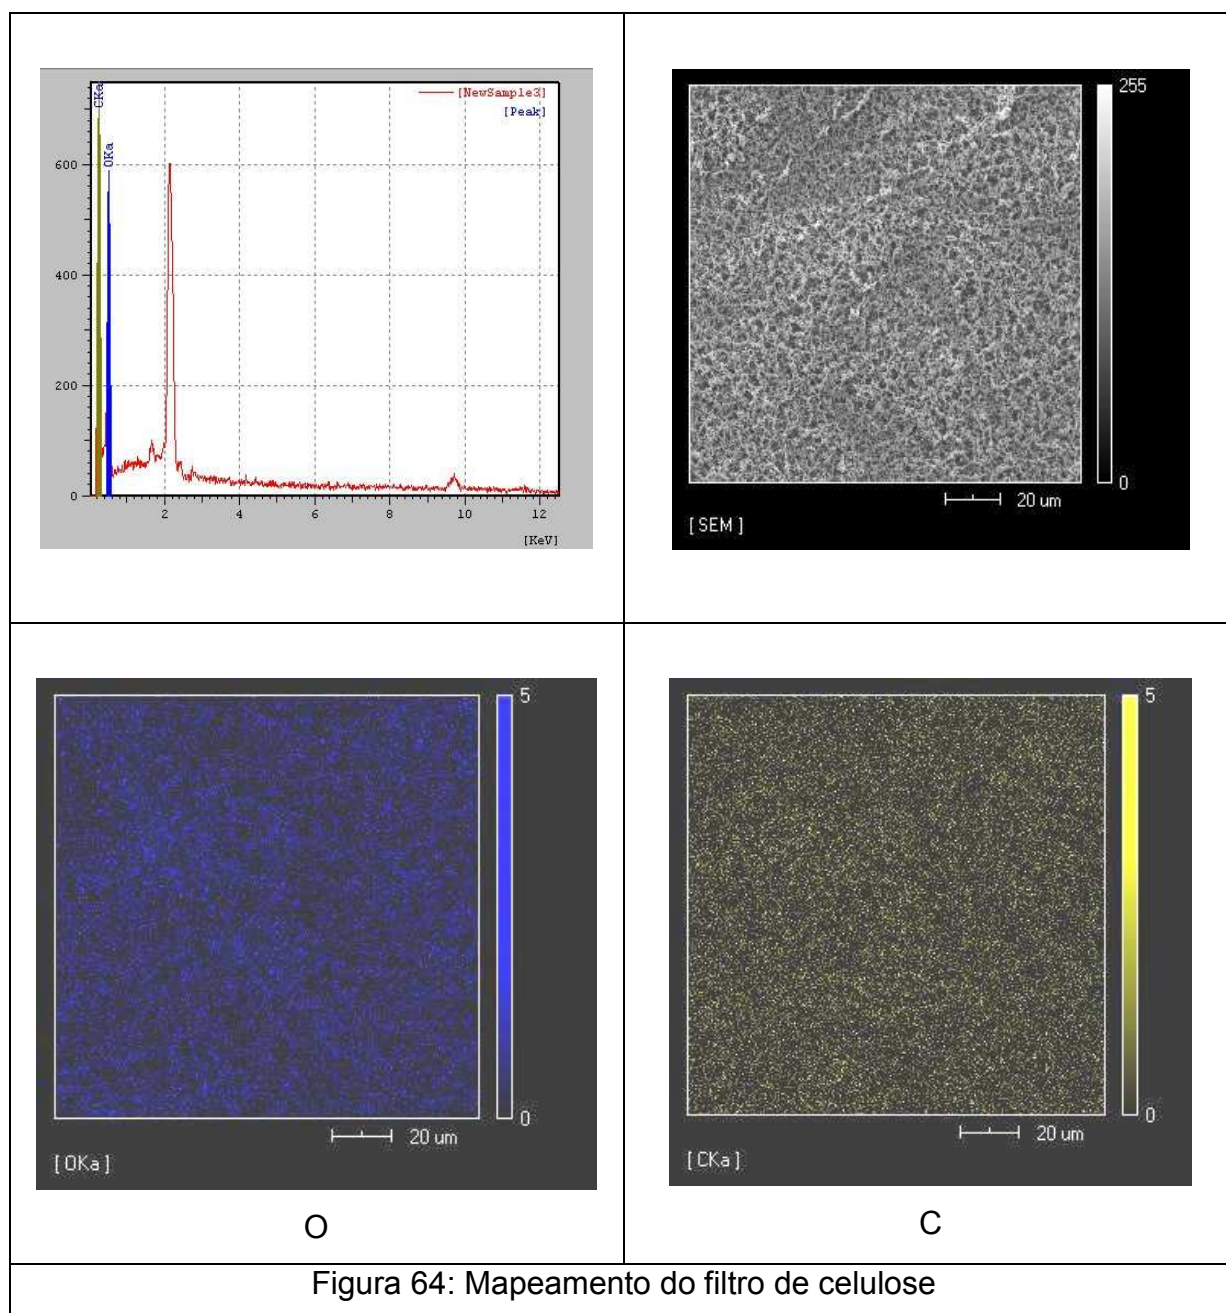 CKa
OKa
[NewSample3]
[Peak]
600
400
200
0
2 4 6 8 10 12
[KeV]
255
0
20 um
[ SEM ]
5
0
20 um
[ OKa ]
O
5
0
20 um
[ CKa ]
C
Figura 64: Mapeamento do filtro de celulose